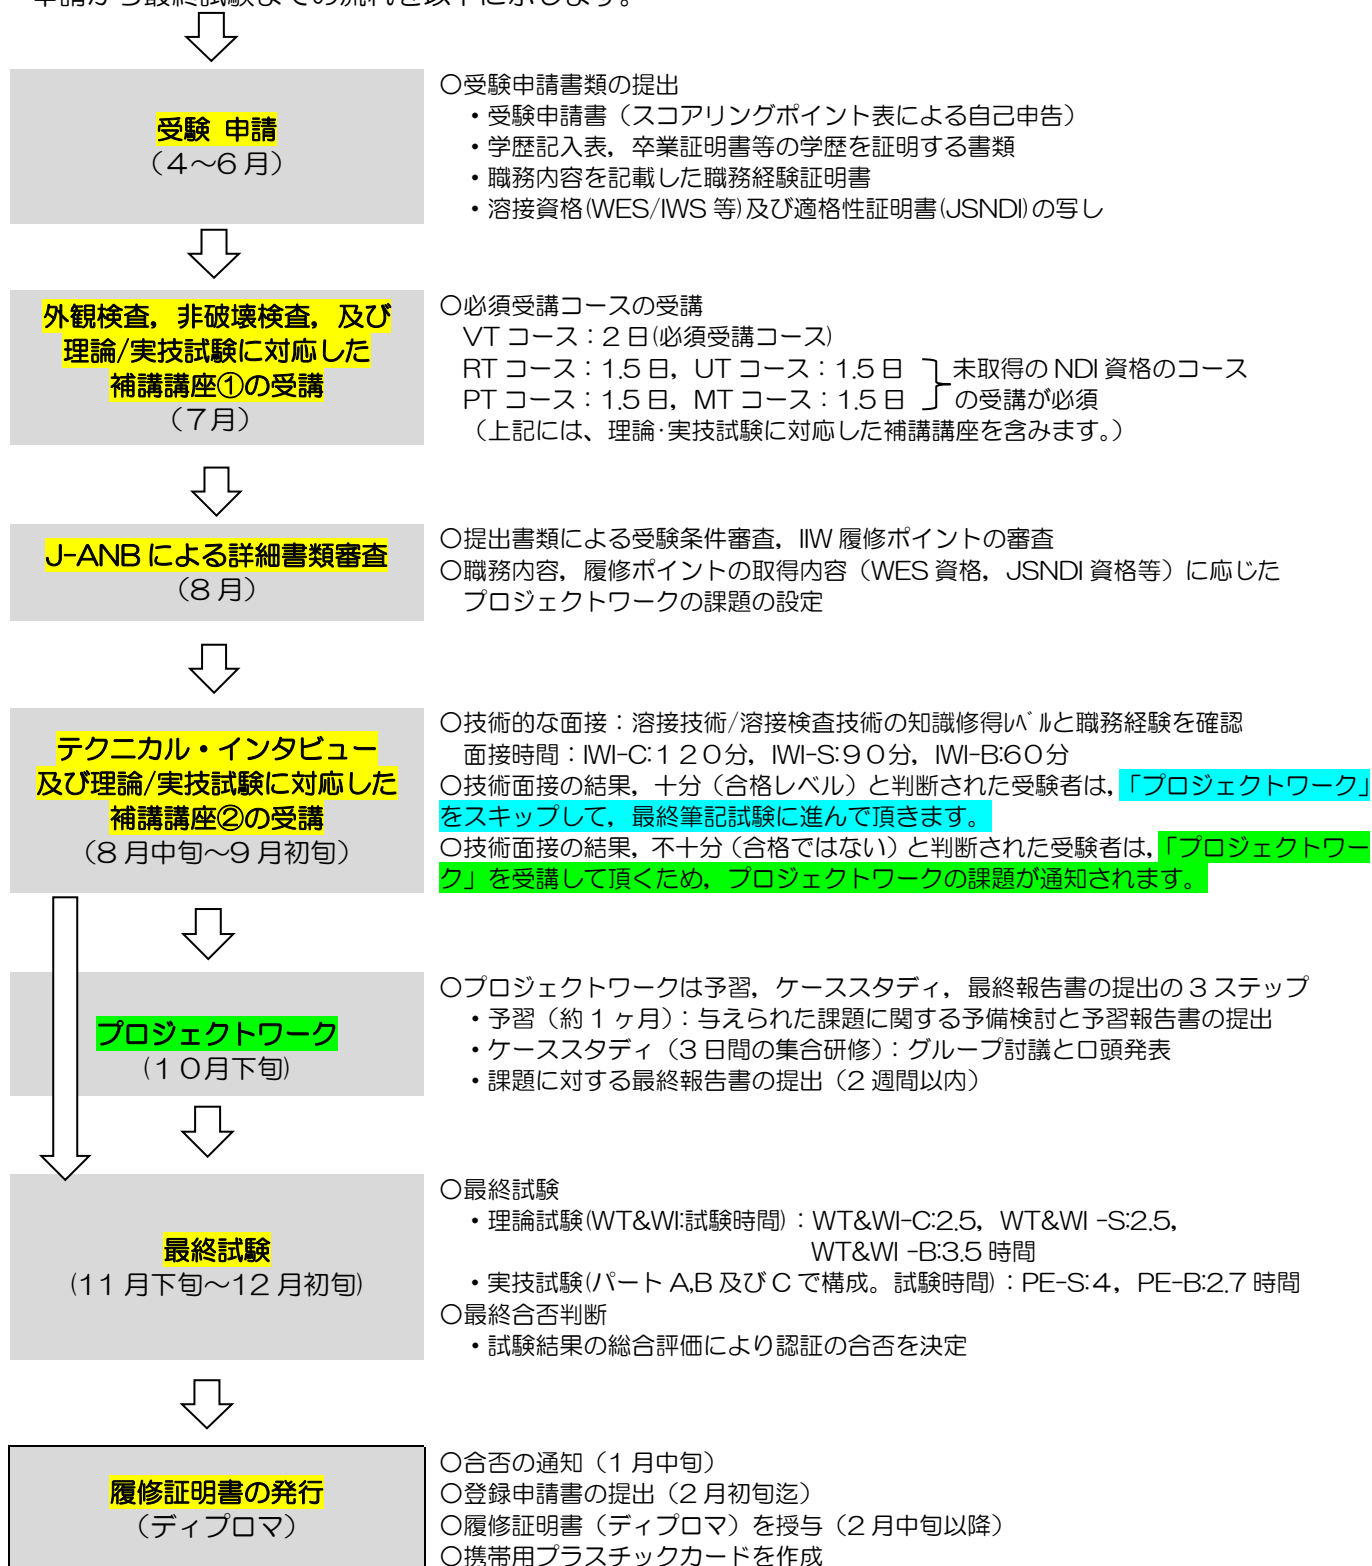 申請から最終試験までの流れを以下に示します。
受験 申請
（４～６月）
○受験申請書類の提出
・受験申請書（スコアリングポイント表による自己申告）
・学歴記入表，卒業証明書等の学歴を証明する書類
・職務内容を記載した職務経験証明書
・溶接資格(WES/IWS 等)及び適格性証明書(JSNDI)の写し
外観検査，非破壊検査，及び
理論/実技試験に対応した
補講講座①の受講
（７月）
○必須受講コースの受講
VT コース：２日(必須受講コース)
RT コース：1.5 日，UT コース：1.5 日
PT コース：1.5 日，MT コース：1.5 日
未取得の NDI 資格のコース
の受講が必須
（上記には、理論･実技試験に対応した補講講座を含みます。）
J-ANB による詳細書類審査
（８月）
○提出書類による受験条件審査，IIW 履修ポイントの審査
○職務内容，履修ポイントの取得内容（WES 資格，JSNDI 資格等）に応じた
プロジェクトワークの課題の設定
テクニカル・インタビュー
及び理論/実技試験に対応した
補講講座②の受講
（８月中旬～９月初旬）
○技術的な面接：溶接技術/溶接検査技術の知識修得ﾚﾍﾞﾙと職務経験を確認
面接時間：IWI-C:１２０分，IWI-S:９０分，IWI-B:60分
○技術面接の結果，十分（合格レベル）と判断された受験者は，「プロジェクトワーク」
をスキップして，最終筆記試験に進んで頂きます。
○技術面接の結果，不十分（合格ではない）と判断された受験者は，「プロジェクトワー
ク」を受講して頂くため，プロジェクトワークの課題が通知されます。
プロジェクトワーク
(１０月下旬)
○プロジェクトワークは予習，ケーススタディ，最終報告書の提出の３ステップ
・予習（約１ヶ月）：与えられた課題に関する予備検討と予習報告書の提出
・ケーススタディ（３日間の集合研修）：グループ討議と口頭発表
・課題に対する最終報告書の提出（２週間以内）
最終試験
(11 月下旬～12 月初旬)
○最終試験
・理論試験(WT&WI:試験時間)：WT&WI-C:2.5，WT&WI -S:2.5，
WT&WI -B:3.5 時間
・実技試験(パート A,B 及び C で構成。試験時間)：PE-S:４，PE-B:2.7 時間
○最終合否判断
・試験結果の総合評価により認証の合否を決定
履修証明書の発行
（ディプロマ）
○合否の通知（１月中旬）
○登録申請書の提出（２月初旬迄）
○履修証明書（ディプロマ）を授与（２月中旬以降）
○携帯用プラスチックカードを作成